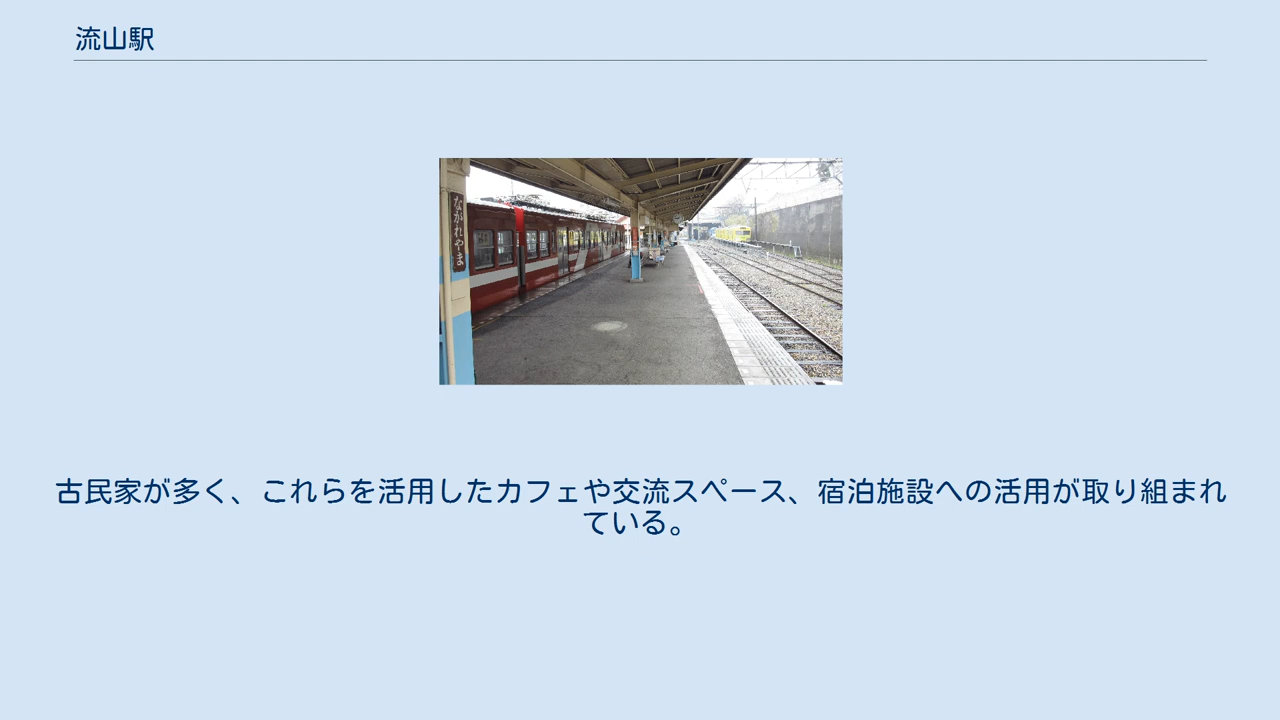 流山駅
ながれやま
古民家が多く、これらを活用したカフェや交流スペース、宿泊施設への活用が取り組まれ
ている。